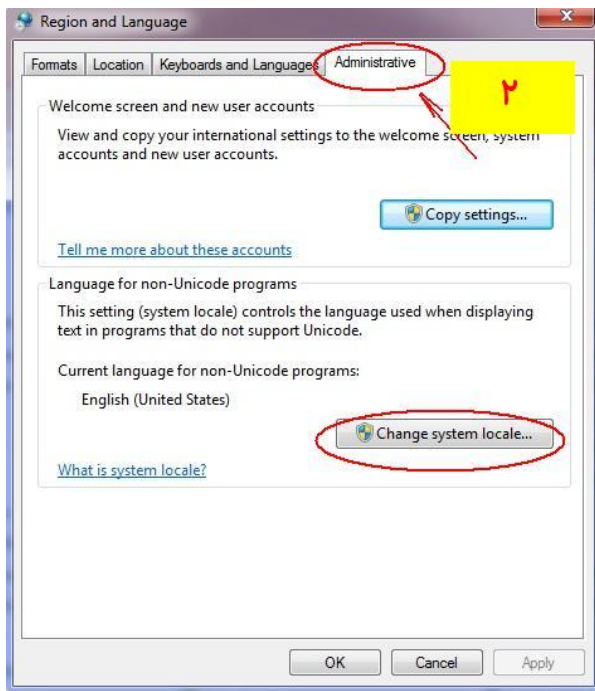 Region and Language
Formats
Location
Keyboards and Languages
Administrative
۲
Welcome screen and new user accounts
View and copy your international settings to the welcome screen, system
accounts and new user accounts.
Copy settings...
Tell me more about these accounts
Language for non-Unicode programs
This setting (system locale) controls the language used when displaying
text in programs that do not support Unicode.
Current language for non-Unicode programs:
English (United States)
Change system locale...
What is system locale?
OK
Cancel
Apply